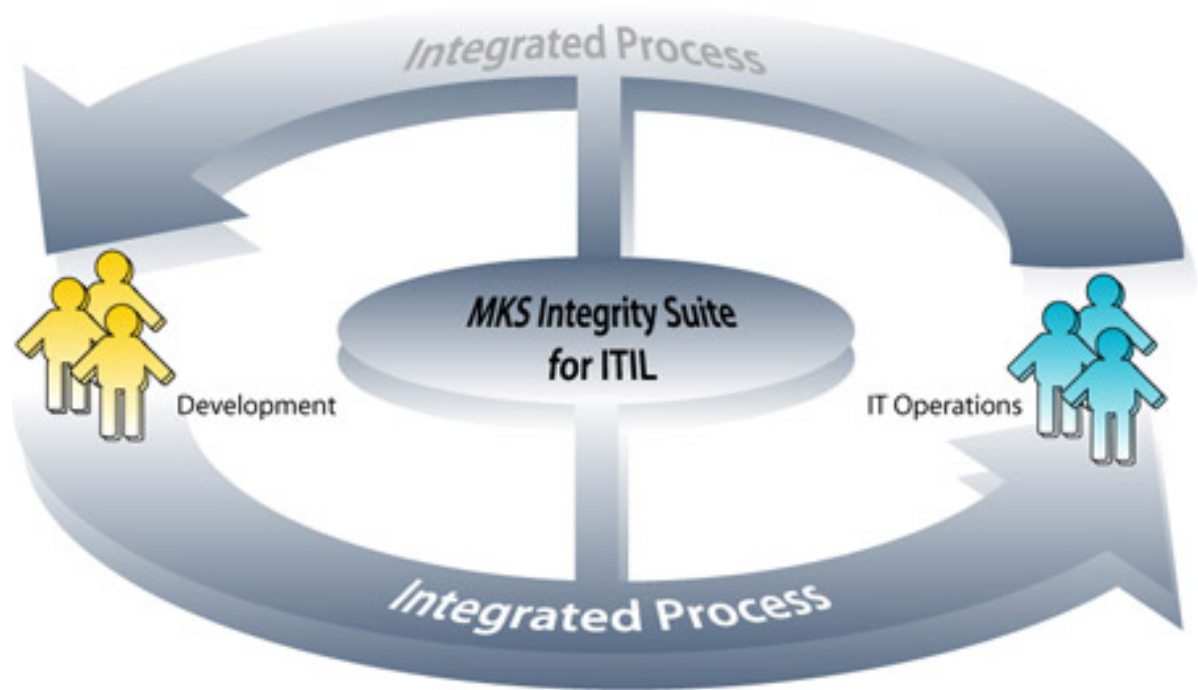 Integrated Process
MKS Integrity Suite
for ITIL
Development
IT Operations
Integrated Process